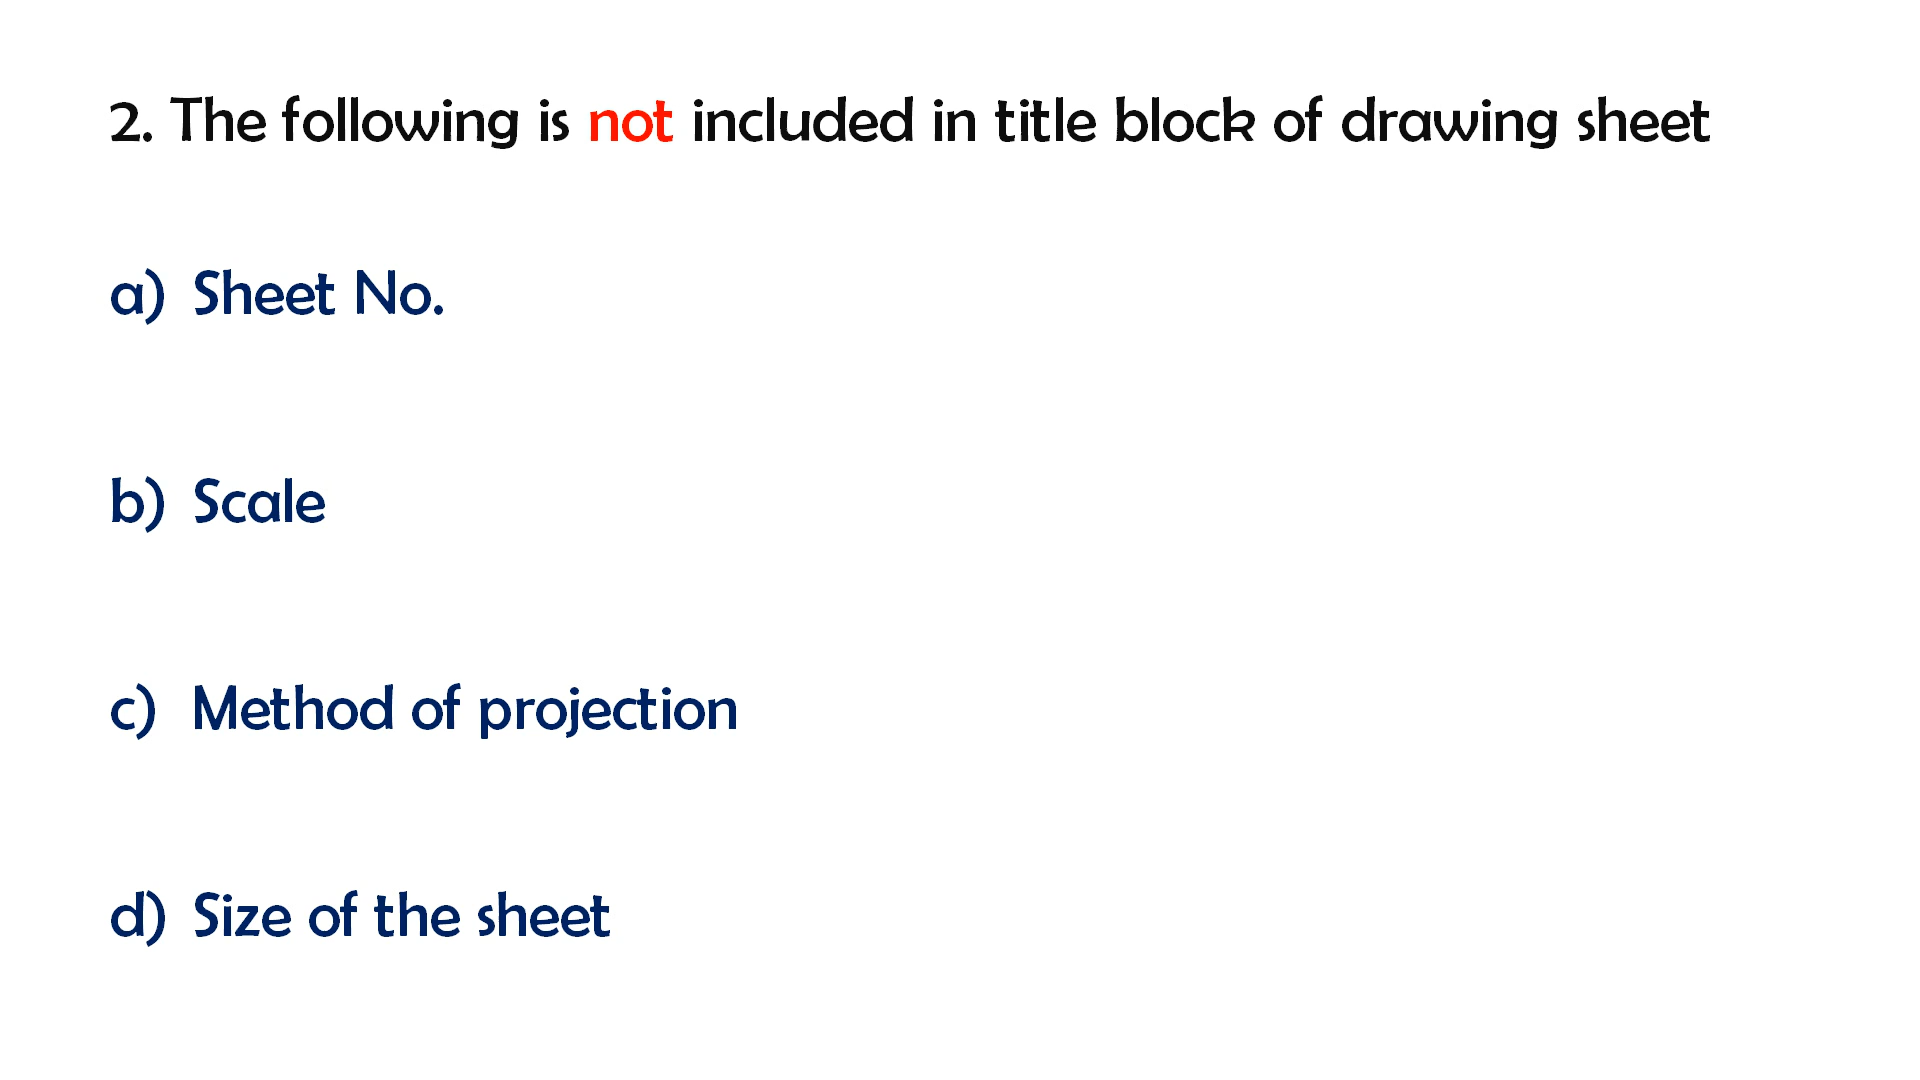 2. The following is not included in title block of drawing sheet
a) Sheet No.
b) Scale
c) Method of projection
d) Size of the sheet